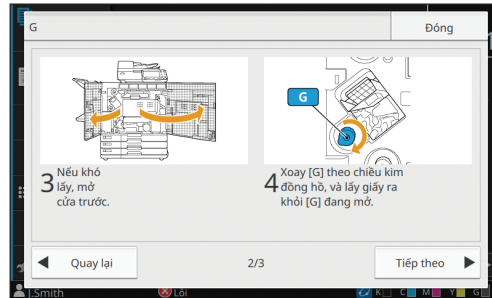 G
Đóng
G
3 Nếu khó
lấy, mở
cửa trước.
4 Xoay [G] theo chiều kim
đồng hồ, và lấy giấy ra
khỏi [G] đang mở.
Quay lại
2/3
Tiếp theo
J.Smith
Lỗi
K C M Y G